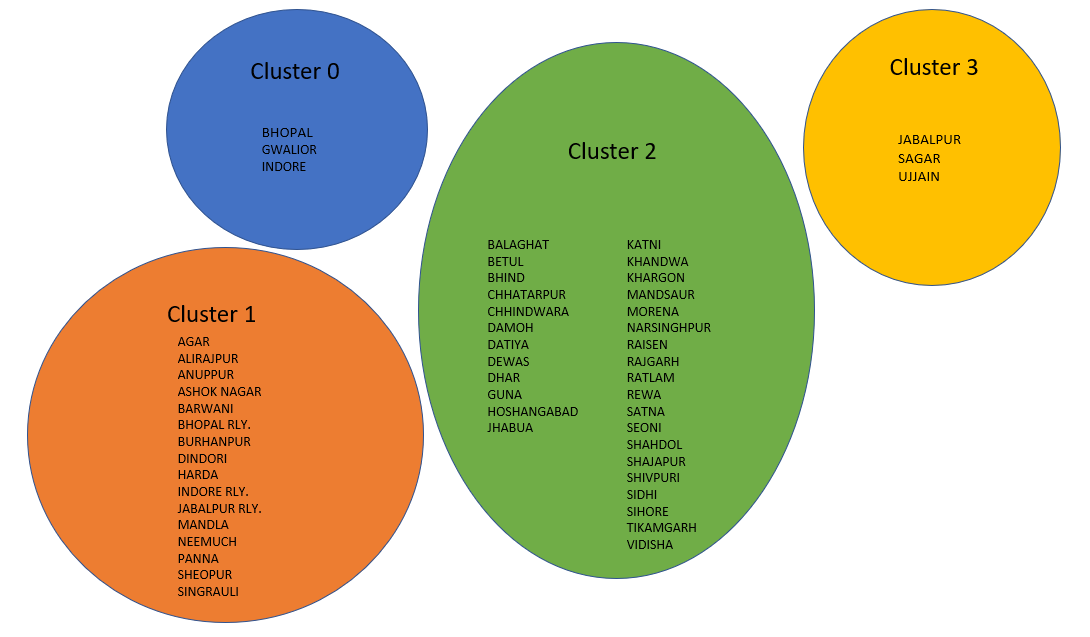 Cluster 0
BHOPAL
GWALIOR
INDORE
Cluster 1
AGAR
ALIRAJPUR
ANUPPUR
ASHOK NAGAR
BARWANI
BHOPAL RLY.
BURHANPUR
DINDORI
HARDA
INDORE RLY.
JABALPUR RLY.
MANDLA
NEEMUCH
PANNA
SHEOPUR
SINGRAULI
Cluster 2
BALAGHAT
BETUL
BHIND
CHHATARPUR
CHHINDWARA
DAMOH
DATIYA
DEWAS
DHAR
GUNA
HOSHANGABAD
JHABUA
KATNI
KHANDWA
KHARGON
MANDSAUR
MORENA
NARSINGHPUR
RAISEN
RAJGARH
RATLAM
REWA
SATNA
SEONI
SHAHDOL
SHAJAPUR
SHIVPURI
SIDHI
SIHORE
TIKAMGARH
VIDISHA
Cluster 3
JABALPUR
SAGAR
UJJAIN